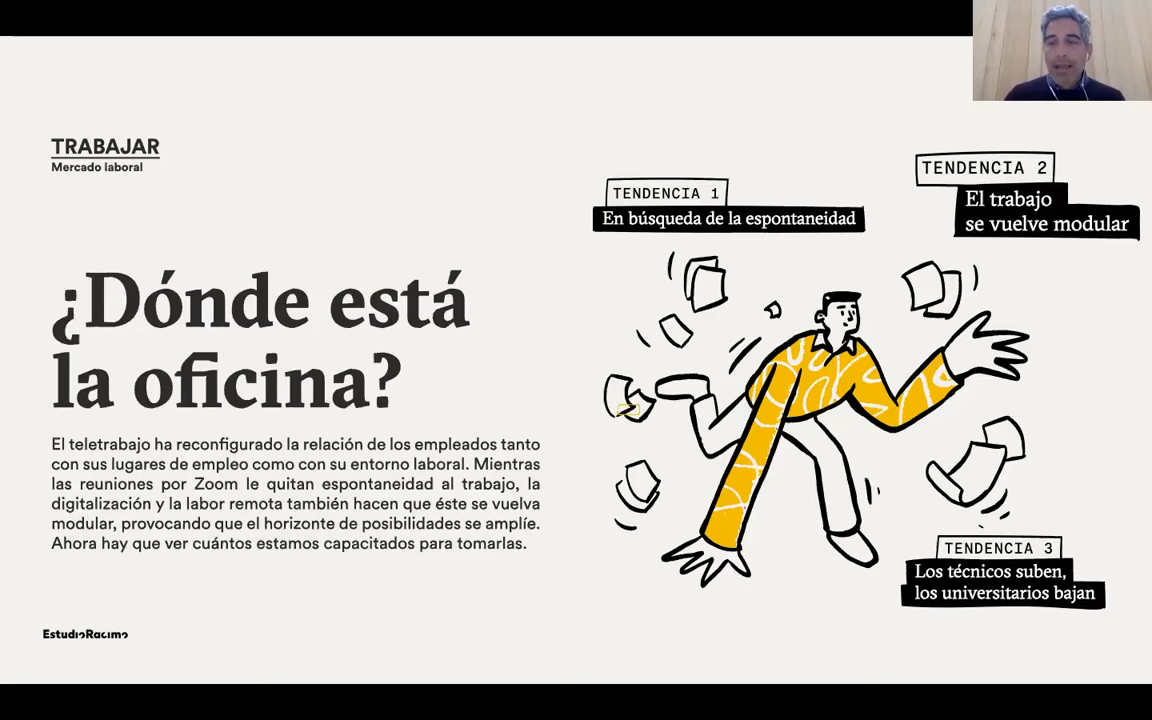 TRABAJAR
Mercado laboral
¿Dónde está
la oficina?
El teletrabajo ha reconfigurado la relación de los empleados tanto
con sus lugares de empleo como con su entorno laboral. Mientras
las reuniones por Zoom le quitan espontaneidad al trabajo, la
digitalización y la labor remota también hacen que éste se vuelva
modular, provocando que el horizonte de posibilidades se amplíe.
Ahora hay que ver cuántos estamos capacitados para tomarlas.
EstudioRacimo
TENDENCIA 1
En búsqueda de la espontaneidad
TENDENCIA 2
El trabajo
se vuelve modular
TENDENCIA 3
Los técnicos suben,
los universitarios bajan